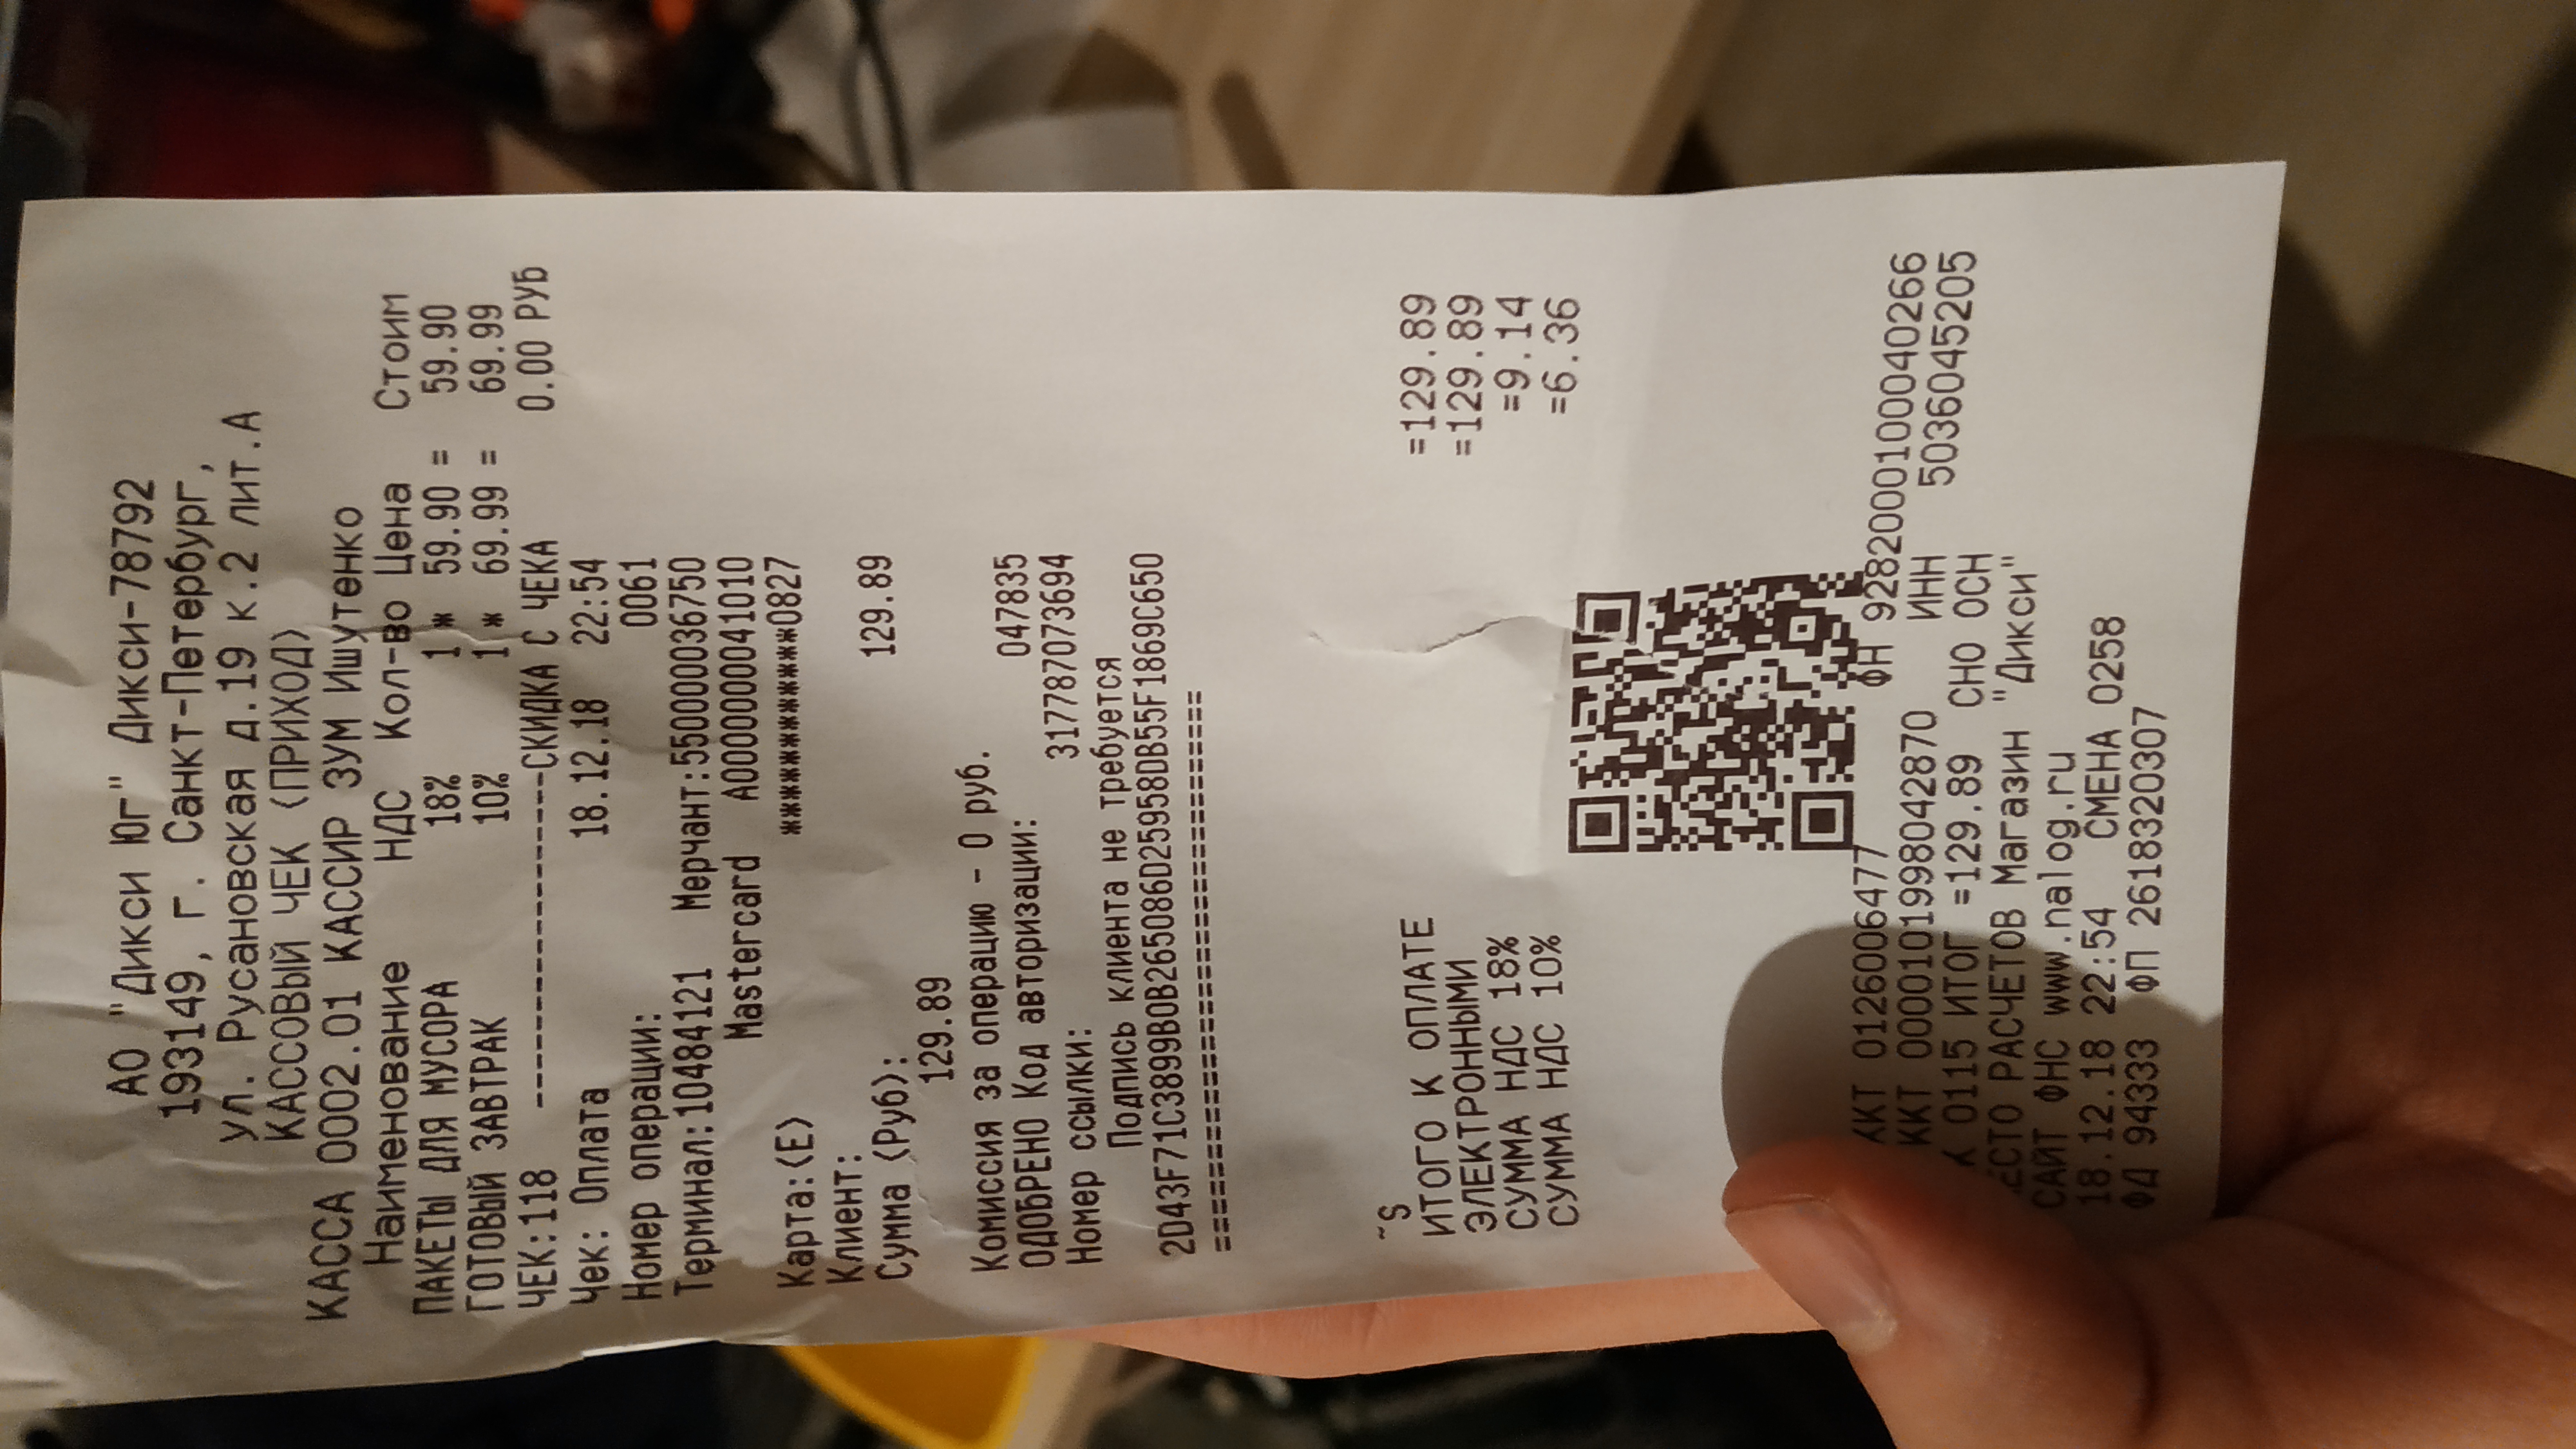 АО "Дикси Юг" Дикси-78792
193149, г. Санкт-Петербург,
ул. Русановская д.19 к.2 лит.А
КАССОВЫЙ ЧЕК (ПРИХОД)
КАССА 0002.01 КАССИР ЗУМ Ишутенко
Наименование НДС Кол-во Цена Стоим
ПАКЕТЫ ДЛЯ МУСОРА 18% 1 * 59.90 = 59.90
ГОТОВЫЙ ЗАВТРАК 10% 1 * 69.99 = 69.99
ЧЕК:118 ------------------СКИДКА С ЧЕКА 0.00 РУБ
Чек: Оплата 18.12.18 22:54
Номер операции: 0061
Терминал:10484121 Мерчант:550000036750
Mastercard A0000000041010
Карта:(Е) ************0827
Клиент:
Сумма (Руб): 129.89
129.89
Комиссия за операцию - 0 руб.
ОДОБРЕНО Код авторизации: 047835
Номер ссылки: 317787073694
Подпись клиента не требуется
2D43F71C3899B0B265086D25958DB55F1869C650
==============================
~S
ИТОГО К ОПЛАТЕ =129.89
ЭЛЕКТРОННЫМИ =129.89
СУММА НДС 18% =9.14
СУММА НДС 10% =6.36
ККТ 0126006477 ФН 9282000100040266
ККТ 0000101998042870 ИНН 5036045205
0115 ИТОГ =129.89 СНО ОСН
РАСЧЕТОВ Магазин "Дикси"
САЙТ ФНС www.nalog.ru
18.12.18 22:54 СМЕНА 0258
ФД 94333 ФП 2618320307